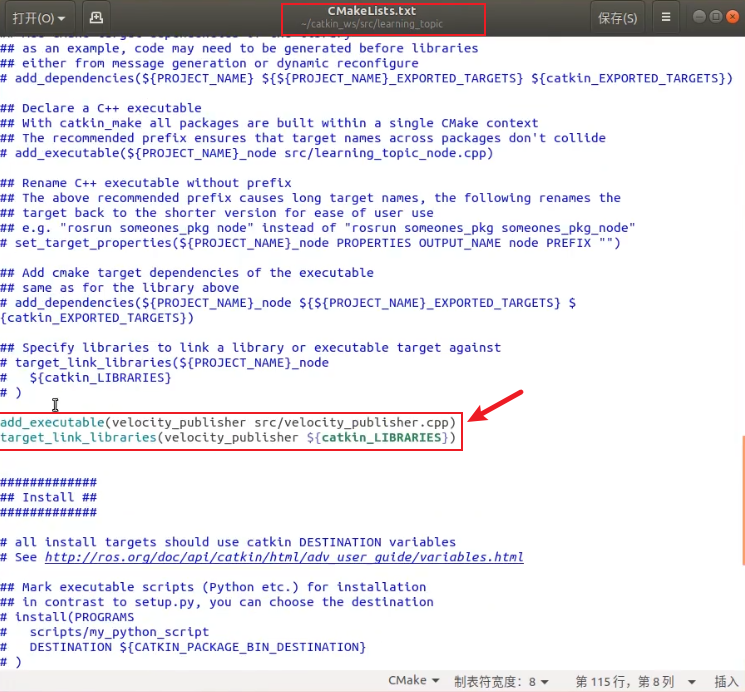 打开(O)
CMakeLists.txt
~/catkin_ws/src/learning_topic
保存(S)
## as an example, code may need to be generated before libraries
## either from message generation or dynamic reconfigure
# add_dependencies(${PROJECT_NAME} ${${PROJECT_NAME}_EXPORTED_TARGETS} ${catkin_EXPORTED_TARGETS})
## Declare a C++ executable
## With catkin_make all packages are built within a single CMake context
## The recommended prefix ensures that target names across packages don't collide
# add_executable(${PROJECT_NAME}_node src/learning_topic_node.cpp)
## Rename C++ executable without prefix
## The above recommended prefix causes long target names, the following renames the
## target back to the shorter version for ease of user use
## e.g. "rosrun someones_pkg node" instead of "rosrun someones_pkg someones_pkg_node"
# set_target_properties(${PROJECT_NAME}_node PROPERTIES OUTPUT_NAME node PREFIX "")
## Add cmake target dependencies of the executable
## same as for the library above
# add_dependencies(${PROJECT_NAME}_node ${${PROJECT_NAME}_EXPORTED_TARGETS} $
{catkin_EXPORTED_TARGETS})
## Specify libraries to link a library or executable target against
# target_link_libraries(${PROJECT_NAME}_node
#   ${catkin_LIBRARIES}
# )
add_executable(velocity_publisher src/velocity_publisher.cpp)
target_link_libraries(velocity_publisher ${catkin_LIBRARIES})
#############
## Install ##
#############
# all install targets should use catkin DESTINATION variables
# See http://ros.org/doc/api/catkin/html/adv_user_guide/variables.html
## Mark executable scripts (Python etc.) for installation
## in contrast to setup.py, you can choose the destination
# install(PROGRAMS
#   scripts/my_python_script
#   DESTINATION ${CATKIN_PACKAGE_BIN_DESTINATION}
# )
CMake 制表符宽度：8 第 115 行，第 8 列 插入